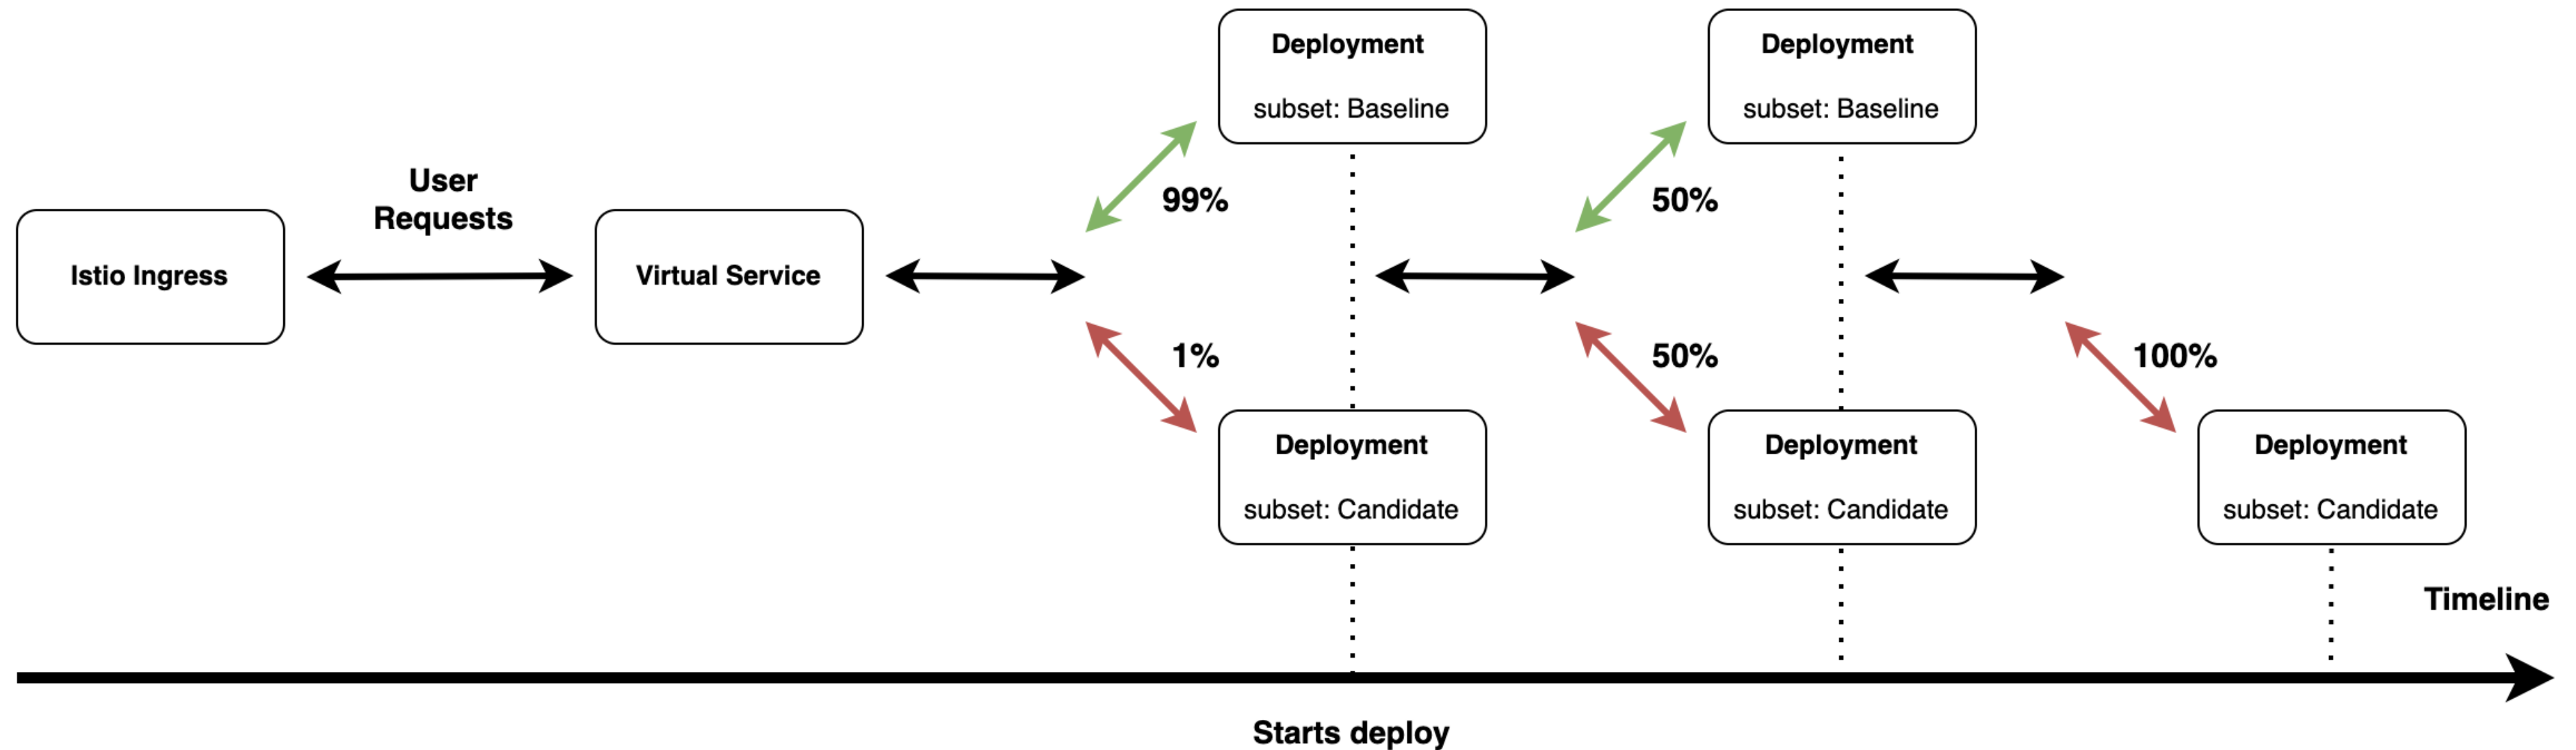 Istio Ingress
User
Requests
Virtual Service
99%
1%
Deployment
subset: Baseline
Deployment
subset: Candidate
50%
50%
Deployment
subset: Baseline
Deployment
subset: Candidate
100%
Deployment
subset: Candidate
Timeline
Starts deploy